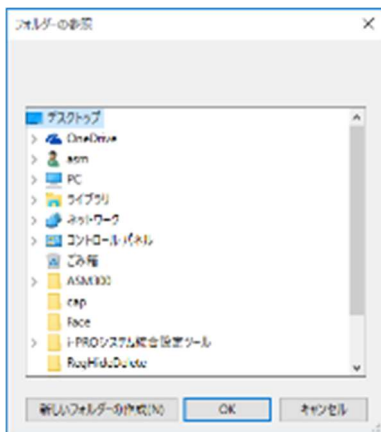 フォルダーの参照
デスクトップ
OneDrive
asm
PC
ライブラリ
ネットワーク
コントロール パネル
ごみ箱
ASM300
cap
Face
i-PROシステム統合設定ツール
RegHideDelete
新しいフォルダーの作成(N)
OK
キャンセル